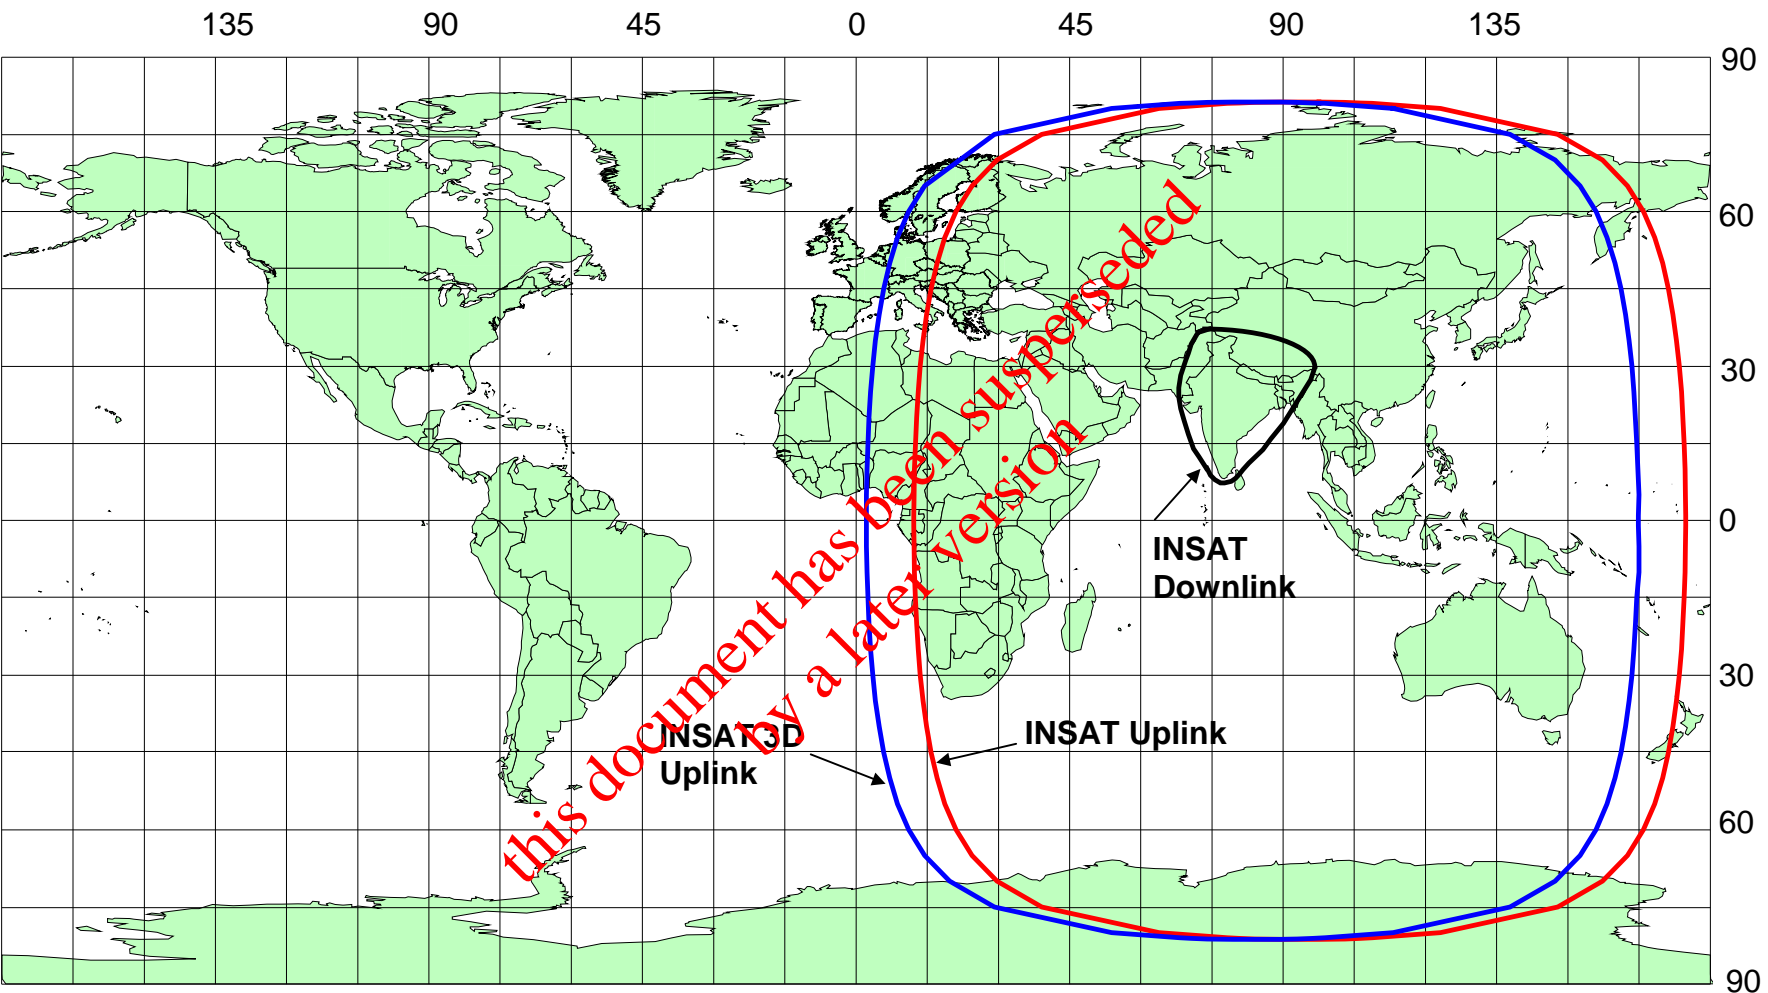 135 90 45 0 45 90 135
90
60
30
0
30
60
90
INSAT
Downlink
INSAT 3D
Uplink
INSAT Uplink
this document has been susperseded
by a later version